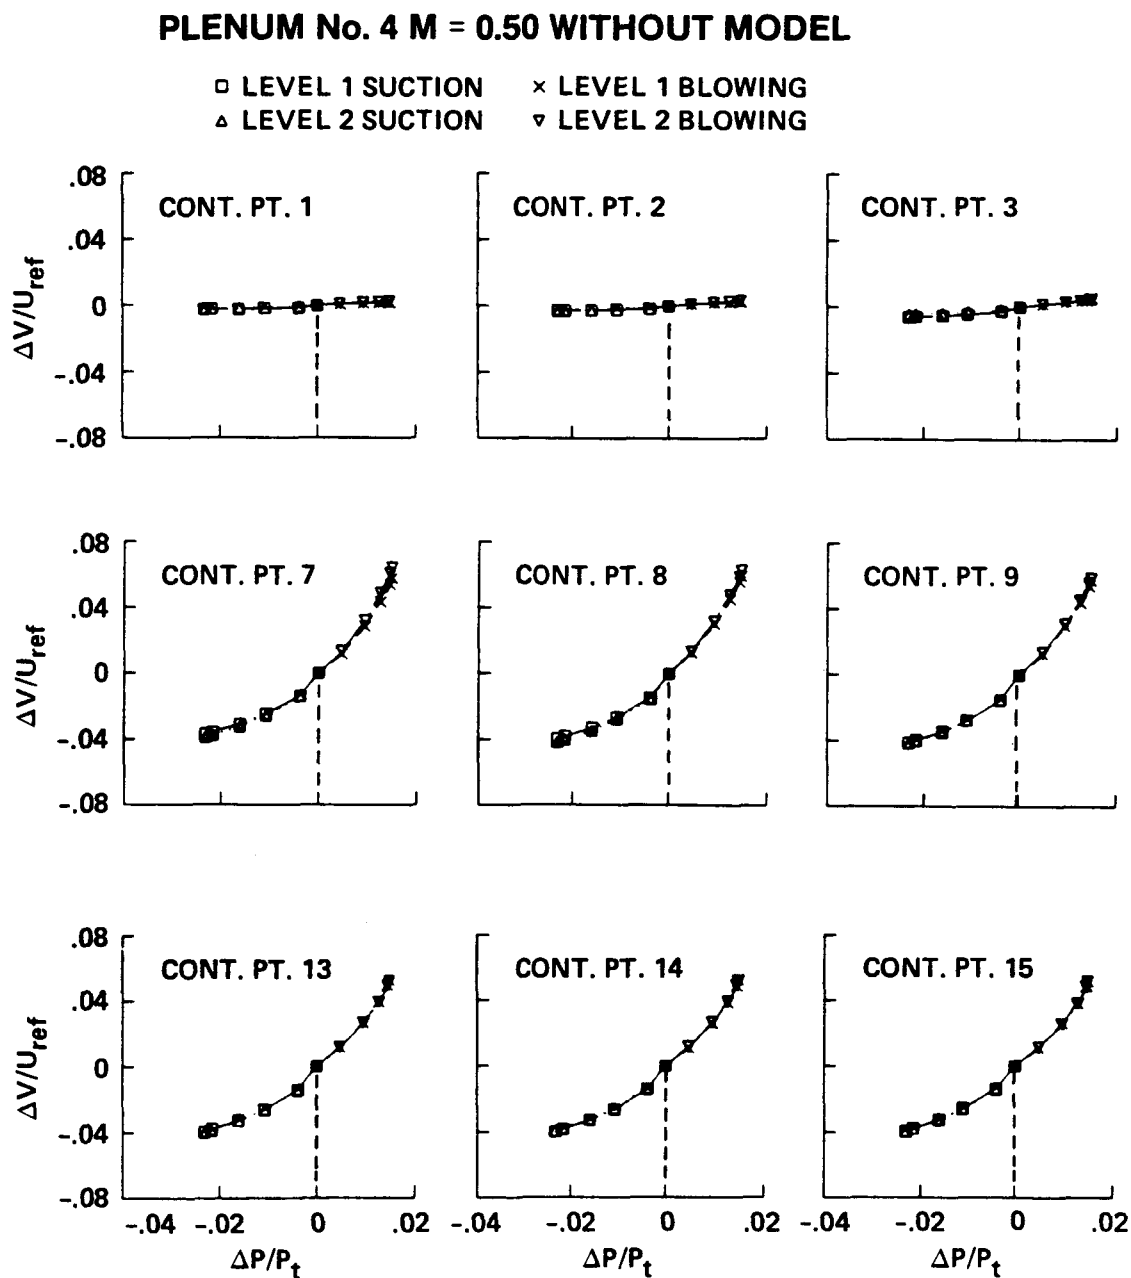 PLENUM No. 4 M = 0.50 WITHOUT MODEL
□ LEVEL 1 SUCTION × LEVEL 1 BLOWING
△ LEVEL 2 SUCTION ▽ LEVEL 2 BLOWING
.08
.04
0
-.04
-.08
ΔV/U_ref
CONT. PT. 1
CONT. PT. 2
CONT. PT. 3
.08
.04
0
-.04
-.08
ΔV/U_ref
CONT. PT. 7
CONT. PT. 8
CONT. PT. 9
.08
.04
0
-.04
-.08
ΔV/U_ref
CONT. PT. 13
CONT. PT. 14
CONT. PT. 15
-.04 -.02 0 .02 -.04 -.02 0 .02 -.04 -.02 0 .02
ΔP/P_t ΔP/P_t ΔP/P_t